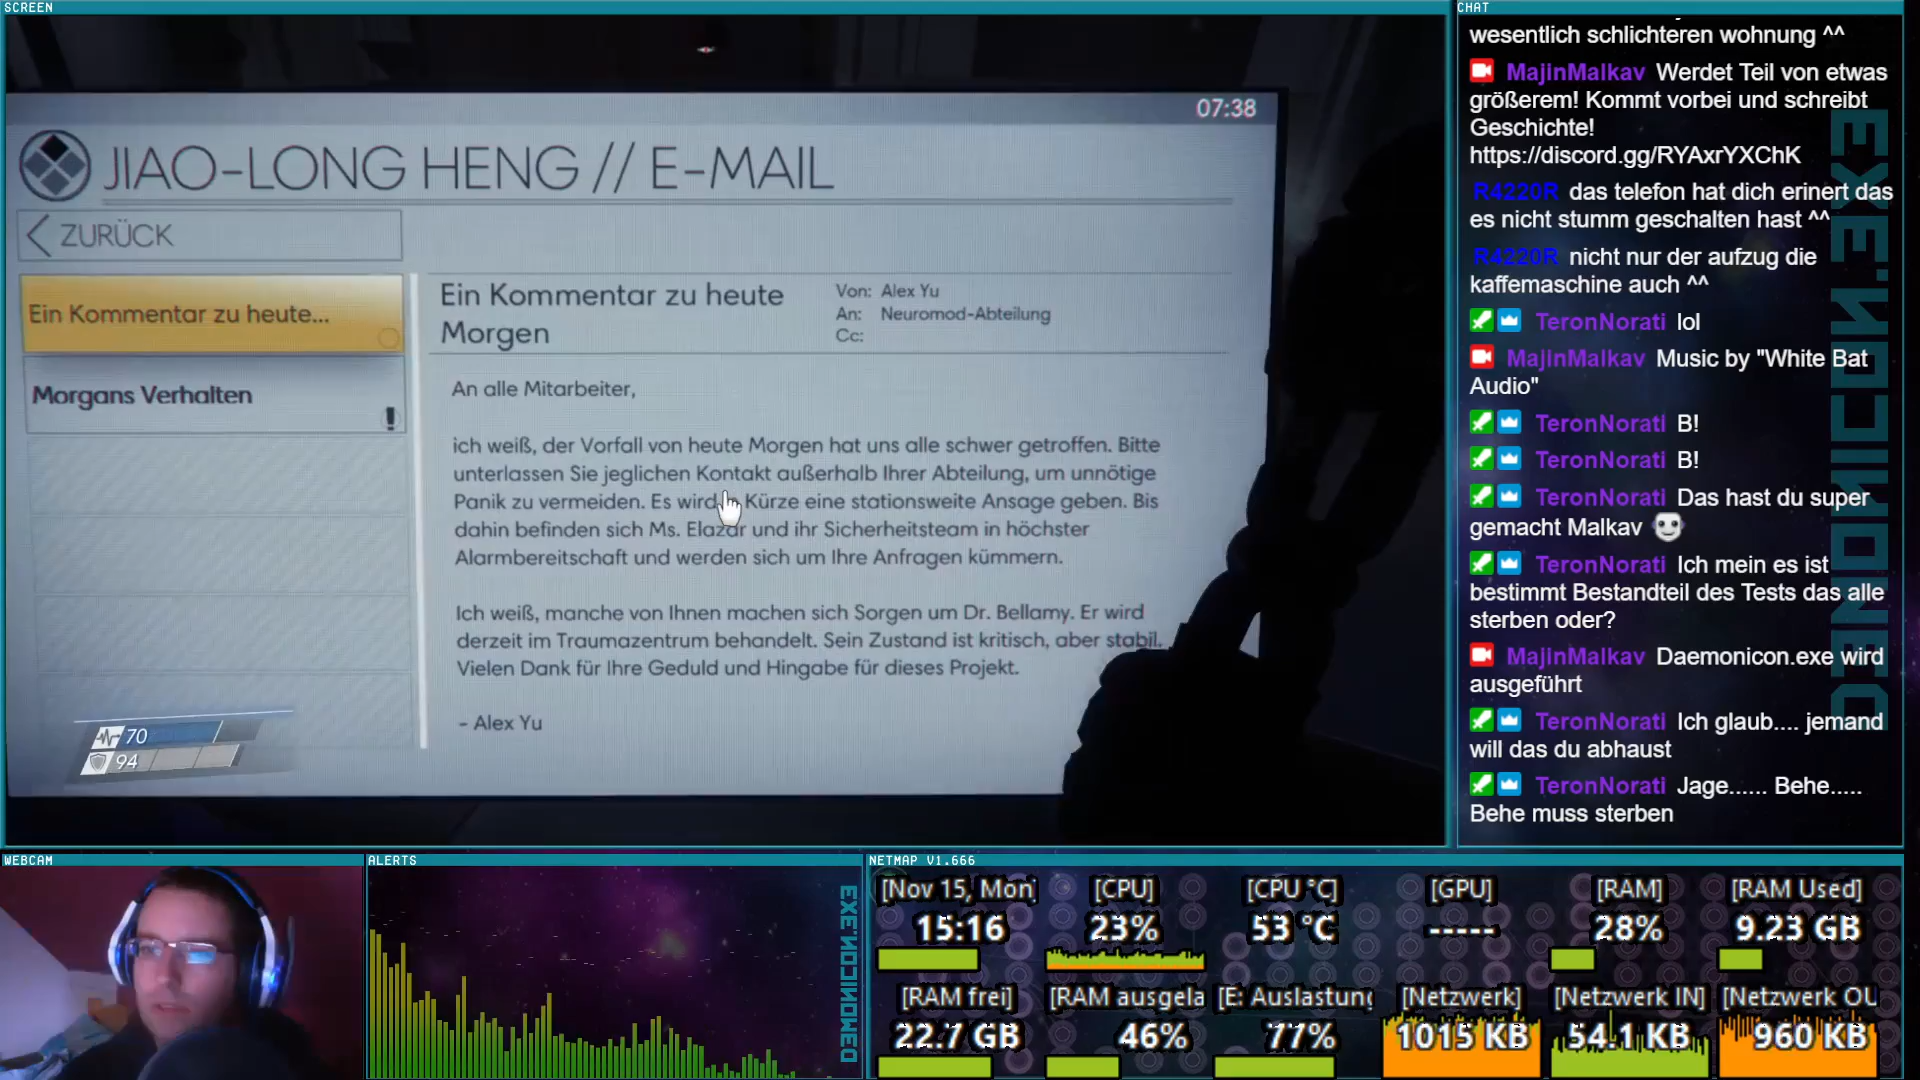 SCREEN
07:38
JIAO-LONG HENG // E-MAIL
ZURÜCK
Ein Kommentar zu heute...
Morgans Verhalten
!
Ein Kommentar zu heute
Morgen
Von: Alex Yu
An: Neuromod-Abteilung
Cc:
An alle Mitarbeiter,
ich weiß, der Vorfall von heute Morgen hat uns alle schwer getroffen. Bitte
unterlassen Sie jeglichen Kontakt außerhalb Ihrer Abteilung, um unnötige
Panik zu vermeiden. Es wird in Kürze eine stationsweite Ansage geben. Bis
dahin befinden sich Ms. Elazar und ihr Sicherheitsteam in höchster
Alarmbereitschaft und werden sich um Ihre Anfragen kümmern.
Ich weiß, manche von Ihnen machen sich Sorgen um Dr. Bellamy. Er wird
derzeit im Traumazentrum behandelt. Sein Zustand ist kritisch, aber stabil.
Vielen Dank für Ihre Geduld und Hingabe für dieses Projekt.
- Alex Yu
70
94
CHAT
wesentlich schlichteren wohnung ^^
MajinMalkav Werdet Teil von etwas
größerem! Kommt vorbei und schreibt
Geschichte!
https://discord.gg/RYAxrYXChK
R4220R das telefon hat dich erinert das
es nicht stumm geschalten hast ^^
R4220R nicht nur der aufzug die
kaffemaschine auch ^^
TeronNorati lol
MajinMalkav Music by "White Bat
Audio"
TeronNorati B!
TeronNorati B!
TeronNorati Das hast du super
gemacht Malkav
TeronNorati Ich mein es ist
bestimmt Bestandteil des Tests das alle
sterben oder?
MajinMalkav Daemonicon.exe wird
ausgeführt
TeronNorati Ich glaub.... jemand
will das du abhaust
TeronNorati Jage...... Behe.....
Behe muss sterben
WEBCAM
ALERTS
NETMAP V1.666
[Nov 15, Mon]
15:16
[CPU]
23%
[CPU °C]
53 °C
[GPU]
-----
[RAM]
28%
[RAM Used]
9.23 GB
[RAM frei]
22.7 GB
[RAM ausgela
46%
[E: Auslastung
77%
[Netzwerk]
1015 KB
[Netzwerk IN]
54.1 KB
[Netzwerk OU
960 KB